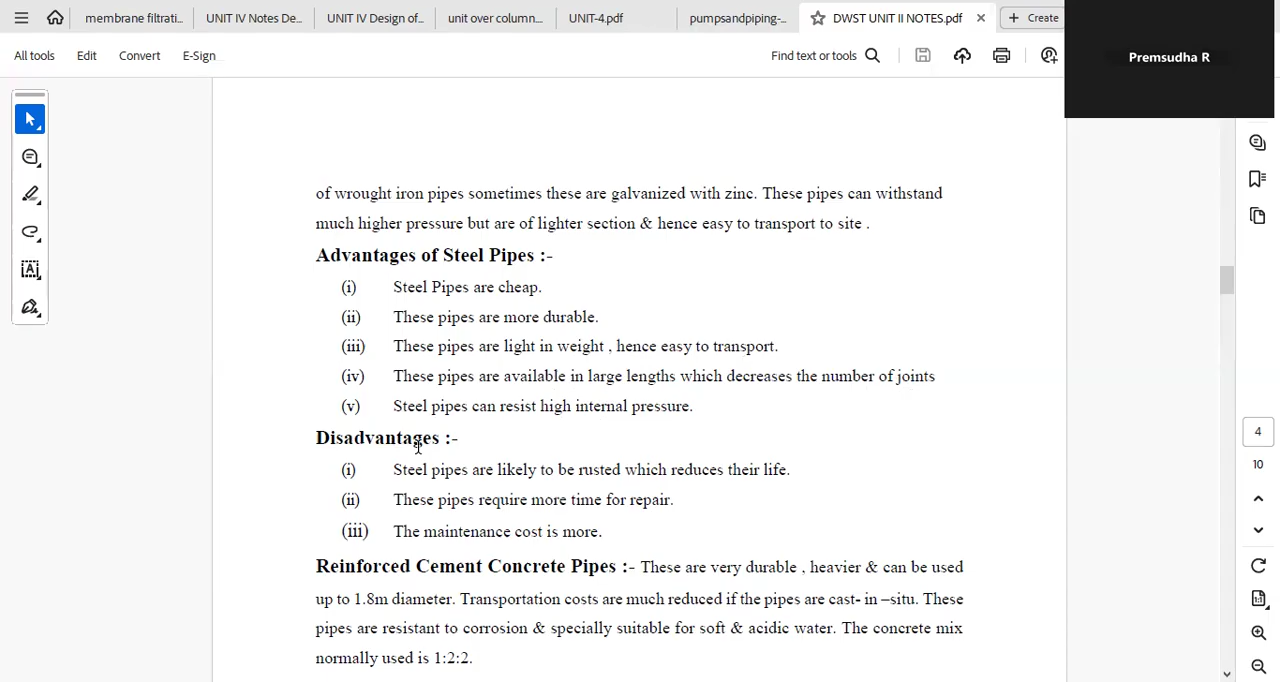 membrane filtrati...
UNIT IV Notes De...
UNIT IV Design of...
unit over column...
UNIT-4.pdf
pumpsandpiping-...
DWST UNIT II NOTES.pdf
Create
Premsudha R
All tools
Edit
Convert
E-Sign
Find text or tools
of wrought iron pipes sometimes these are galvanized with zinc. These pipes can withstand
much higher pressure but are of lighter section & hence easy to transport to site .
Advantages of Steel Pipes :-
(i) Steel Pipes are cheap.
(ii) These pipes are more durable.
(iii) These pipes are light in weight , hence easy to transport.
(iv) These pipes are available in large lengths which decreases the number of joints
(v) Steel pipes can resist high internal pressure.
Disadvantages :-
(i) Steel pipes are likely to be rusted which reduces their life.
(ii) These pipes require more time for repair.
(iii) The maintenance cost is more.
Reinforced Cement Concrete Pipes :- These are very durable , heavier & can be used
up to 1.8m diameter. Transportation costs are much reduced if the pipes are cast- in –situ. These
pipes are resistant to corrosion & specially suitable for soft & acidic water. The concrete mix
normally used is 1:2:2.
4
10